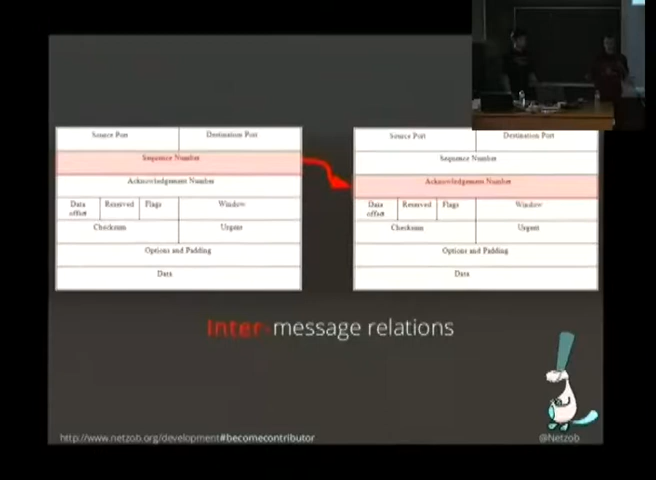 Source Port Destination Port
Sequence Number
Acknowledgement Number
Data offset Reserved Flags Window
Checksum Urgent
Options and Padding
Data
Source Port Destination Port
Sequence Number
Acknowledgement Number
Data offset Reserved Flags Window
Checksum Urgent
Options and Padding
Data
Inter-message relations
http://www.netzob.org/development#becomecontributor
@Netzob